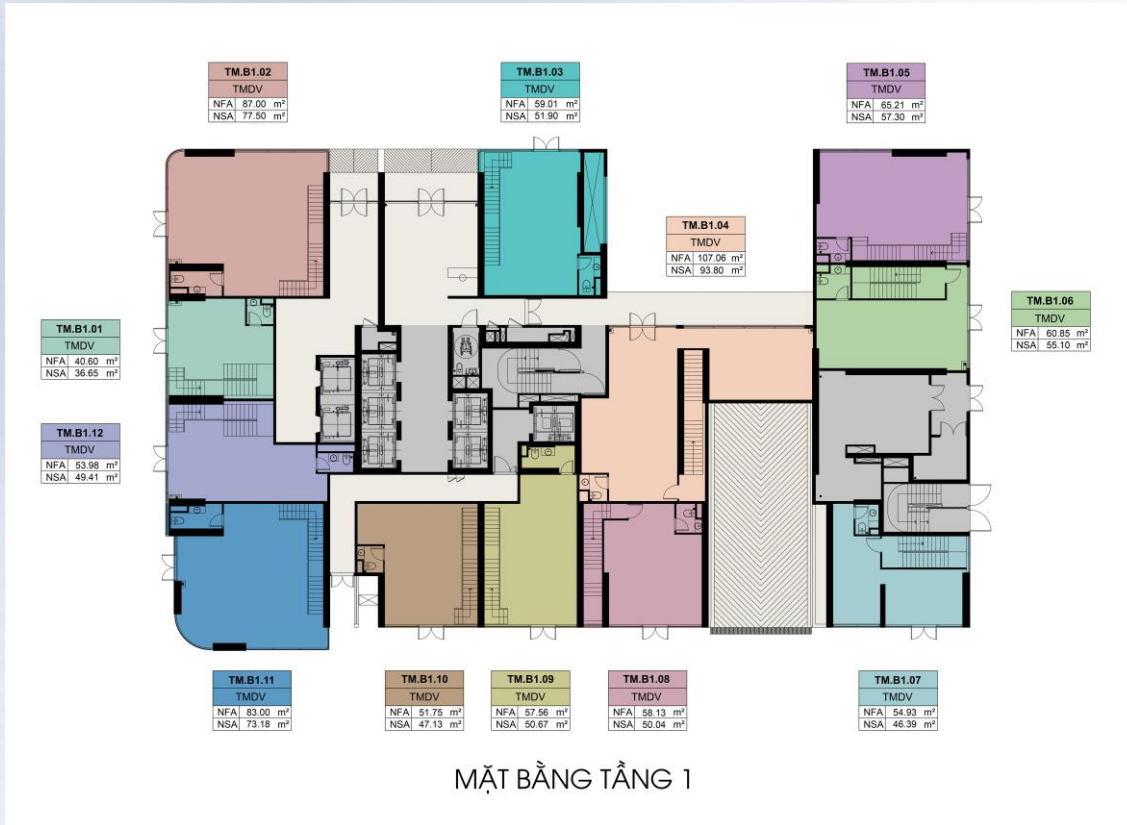 TM.B1.02
TMDV
NFA 87.00 m²
NSA 77.50 m²
TM.B1.03
TMDV
NFA 59.01 m²
NSA 51.90 m²
TM.B1.05
TMDV
NFA 65.21 m²
NSA 57.30 m²
TM.B1.04
TMDV
NFA 107.06 m²
NSA 93.80 m²
TM.B1.06
TMDV
NFA 60.85 m²
NSA 55.10 m²
TM.B1.01
TMDV
NFA 40.60 m²
NSA 36.65 m²
TM.B1.12
TMDV
NFA 53.98 m²
NSA 49.41 m²
TM.B1.11
TMDV
NFA 83.00 m²
NSA 73.18 m²
TM.B1.10
TMDV
NFA 51.75 m²
NSA 47.13 m²
TM.B1.09
TMDV
NFA 57.56 m²
NSA 50.67 m²
TM.B1.08
TMDV
NFA 58.13 m²
NSA 50.04 m²
TM.B1.07
TMDV
NFA 54.93 m²
NSA 46.39 m²
MẶT BẰNG TẦNG 1